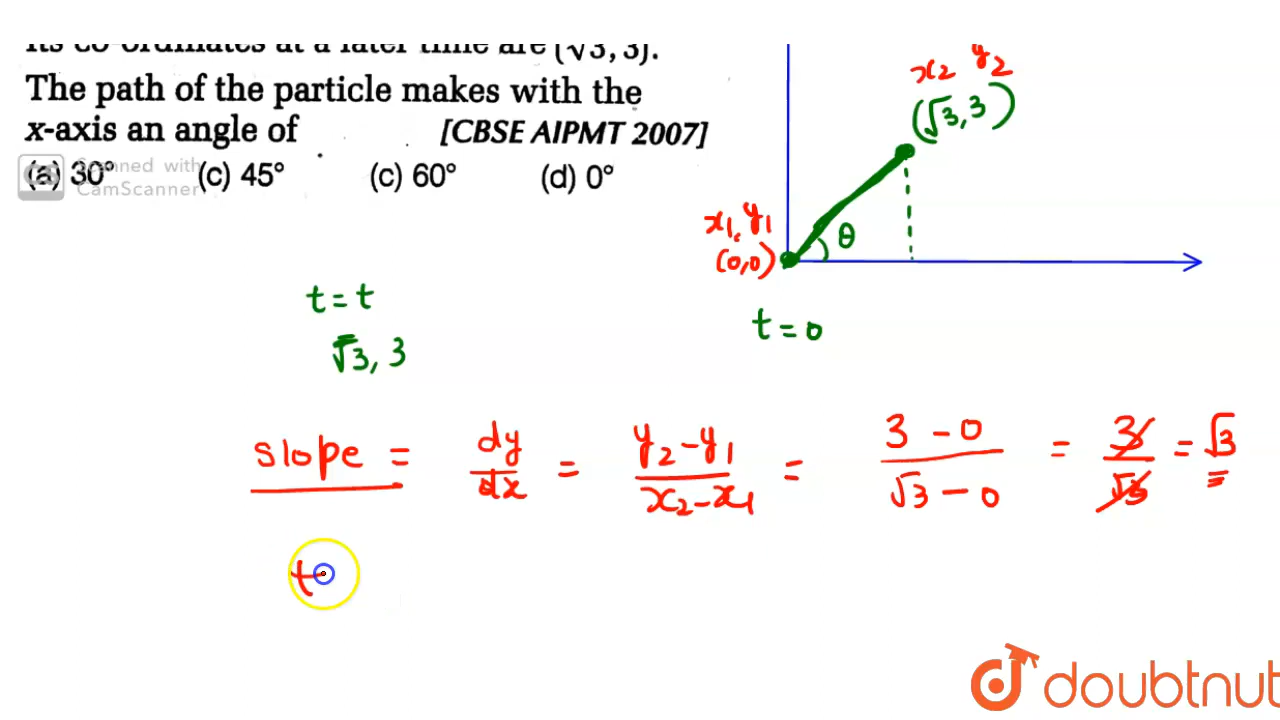 Its co-ordinates at a later time are (√3, 3).
The path of the particle makes with the
x-axis an angle of [CBSE AIPMT 2007]
(a) 30° (c) 45° (c) 60° (d) 0°
CS Scanned with
CamScanner
x2 y2
(√3, 3)
x1, y1
(0,0)
θ
t = 0
t = t
√3, 3
slope = dy/dx = y2 - y1 / x2 - x1 = 3 - 0 / √3 - 0 = 3/√3 = √3
t
doubtnut